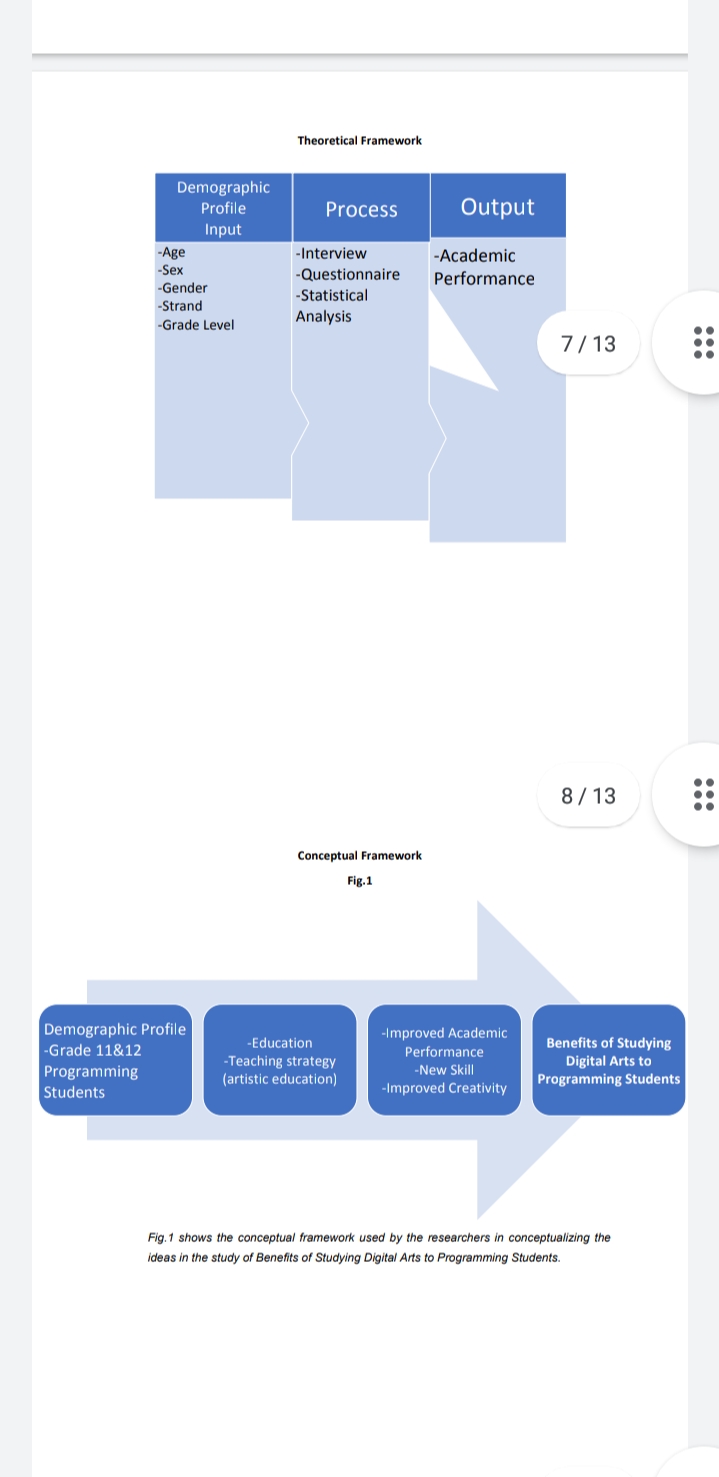 Theoretical Framework
Demographic
Profile
Input
-Age
-Sex
-Gender
-Strand
-Grade Level
Process
-Interview
-Questionnaire
-Statistical
Analysis
Output
-Academic
Performance
7 / 13
8 / 13
Conceptual Framework
Fig.1
Demographic Profile
-Grade 11&12
Programming
Students
-Education
-Teaching strategy
(artistic education)
-Improved Academic
Performance
-New Skill
-Improved Creativity
Benefits of Studying
Digital Arts to
Programming Students
Fig.1 shows the conceptual framework used by the researchers in conceptualizing the
ideas in the study of Benefits of Studying Digital Arts to Programming Students.